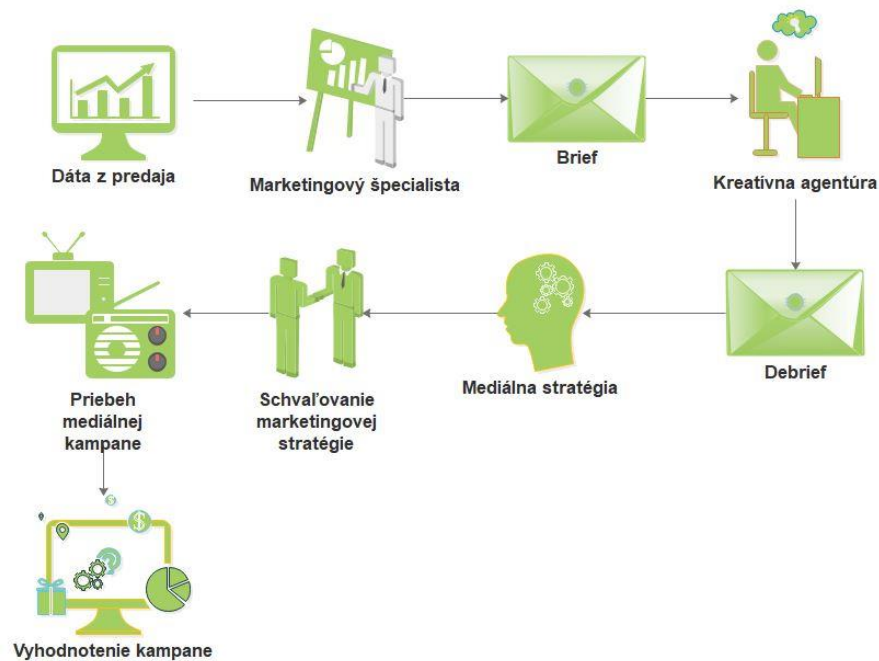 Dáta z predaja
Marketingový špecialista
Brief
Kreatívna agentúra
Debrief
Mediálna stratégia
Schvaľovanie
marketingovej
stratégie
Priebeh
mediálnej
kampane
$
$
Vyhodnotenie kampane